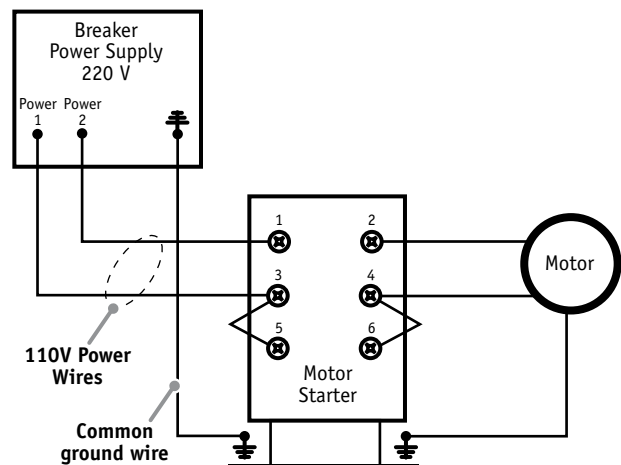 Breaker
Power Supply
220 V
Power Power
1 2
1 2
3 4
5 6
Motor
Motor
Starter
110V Power
Wires
Common
ground wire